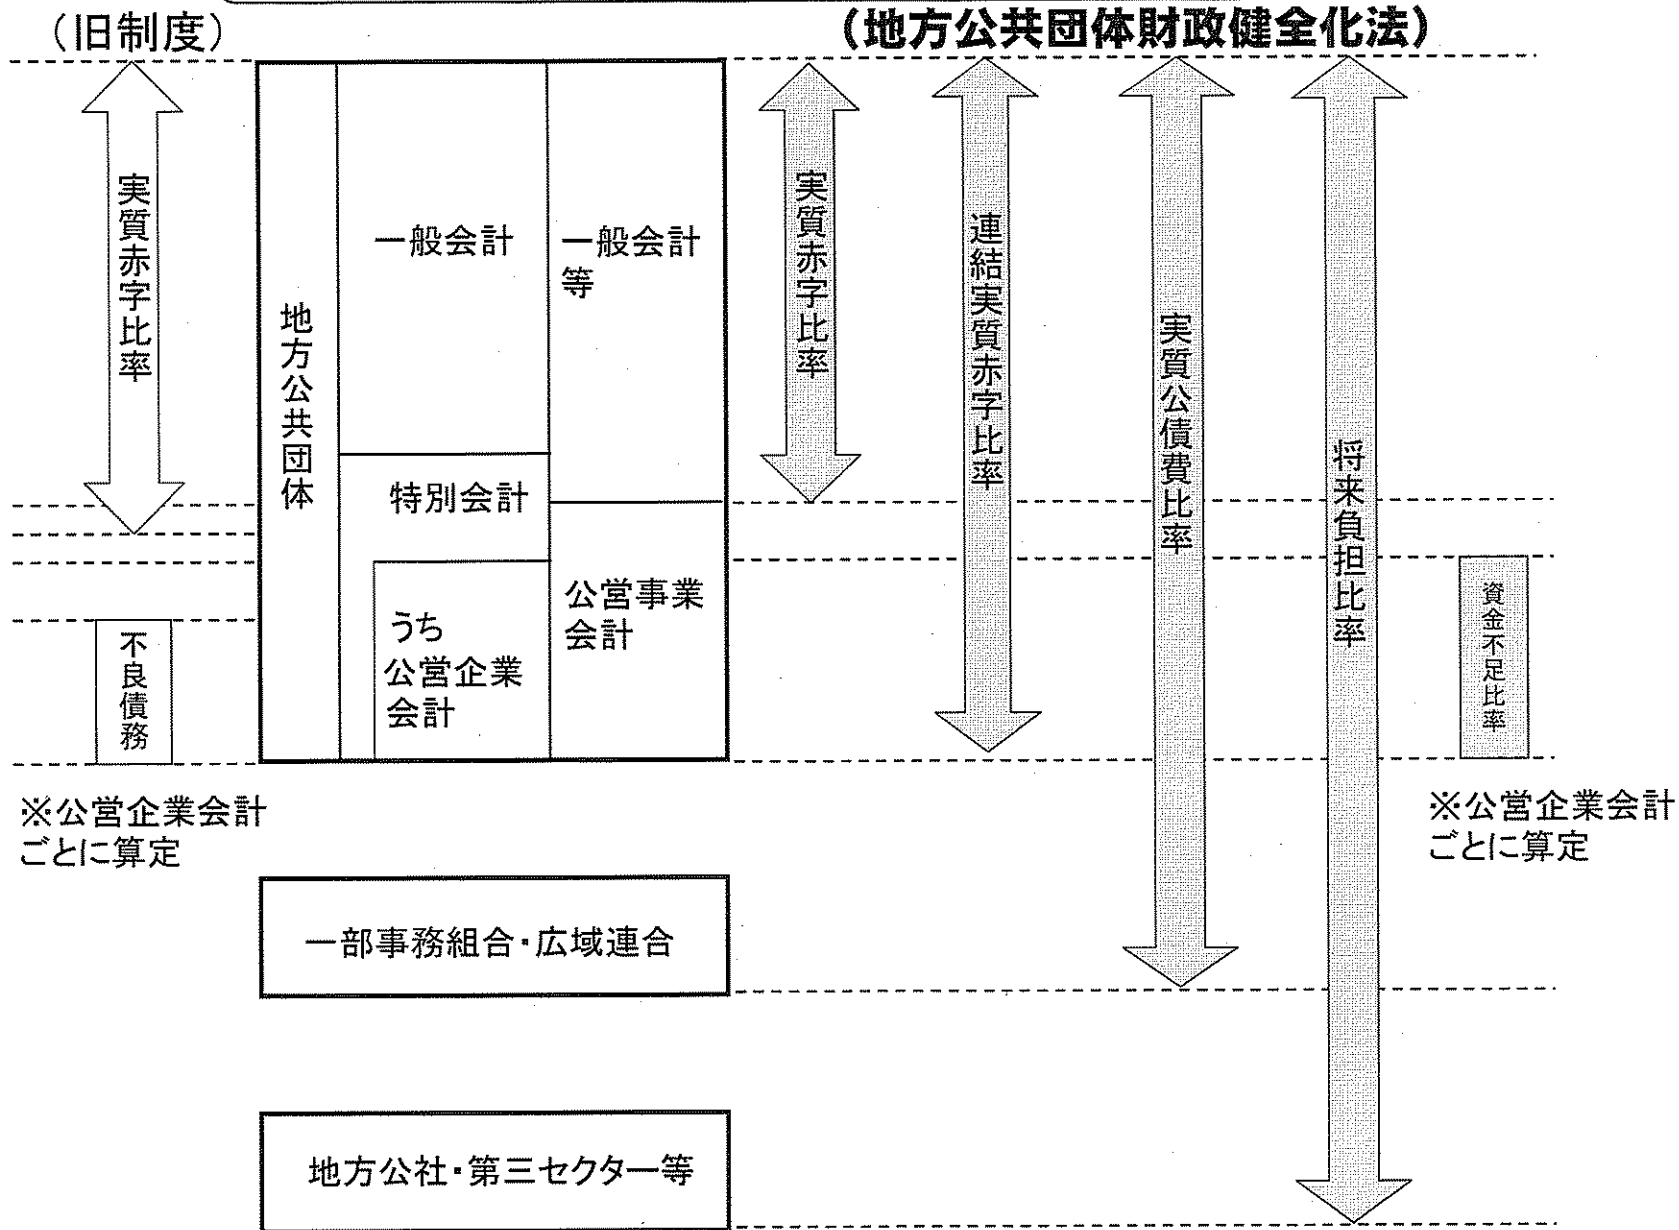 （旧制度）
（地方公共団体財政健全化法）
実質赤字比率
不良債務
※公営企業会計
ごとに算定
地方公共団体
一般会計
特別会計
うち
公営企業
会計
一般会計
等
公営事業
会計
実質赤字比率
連結実質赤字比率
実質公債費比率
将来負担比率
資金不足比率
※公営企業会計
ごとに算定
一部事務組合・広域連合
地方公社・第三セクター等